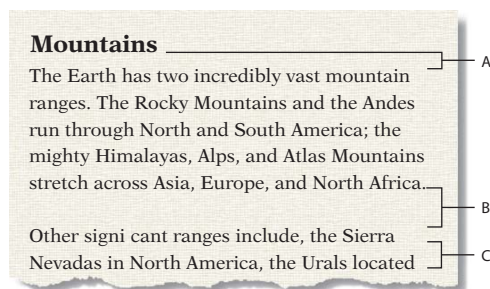 Mountains
A
The Earth has two incredibly vast mountain
ranges. The Rocky Mountains and the Andes
run through North and South America; the
mighty Himalayas, Alps, and Atlas Mountains
stretch across Asia, Europe, and North Africa.
B
Other signi cant ranges include, the Sierra
Nevadas in North America, the Urals located
C